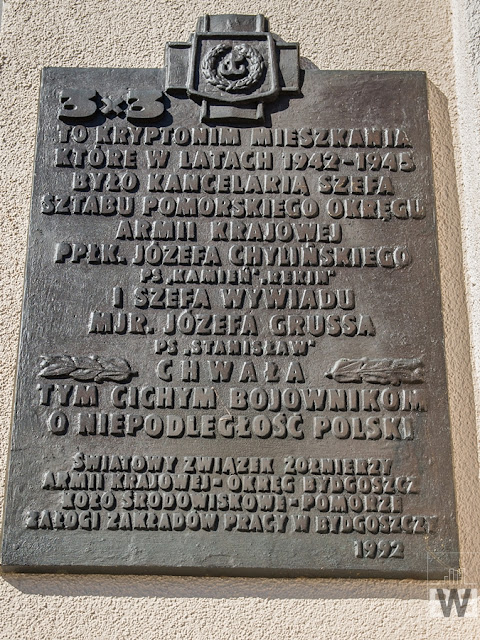 3x3
TO KRYPTONIM MIESZKANIA
KTÓRE W LATACH 1942-1945
BYŁO KANCELARIĄ SZEFA
SZTABU POMORSKIEGO OKRĘGU
ARMII KRAJOWEJ
PPŁK. JÓZEFA CHYLIŃSKIEGO
PS „KAMIEŃ”, „REKIN”
I SZEFA WYWIADU
MJR. JÓZEFA GRUSSA
PS „STANISŁAW”
CHWAŁA
TYM CICHYM BOJOWNIKOM
O NIEPODLEGŁOŚĆ POLSKI
ŚWIATOWY ZWIĄZEK ŻOŁNIERZY
ARMII KRAJOWEJ-OKRĘG BYDGOSZCZ
KOŁO ŚRODOWISKOWE-POMORZE
ZAŁOGI ZAKŁADÓW PRACY W BYDGOSZCZY
1992
W